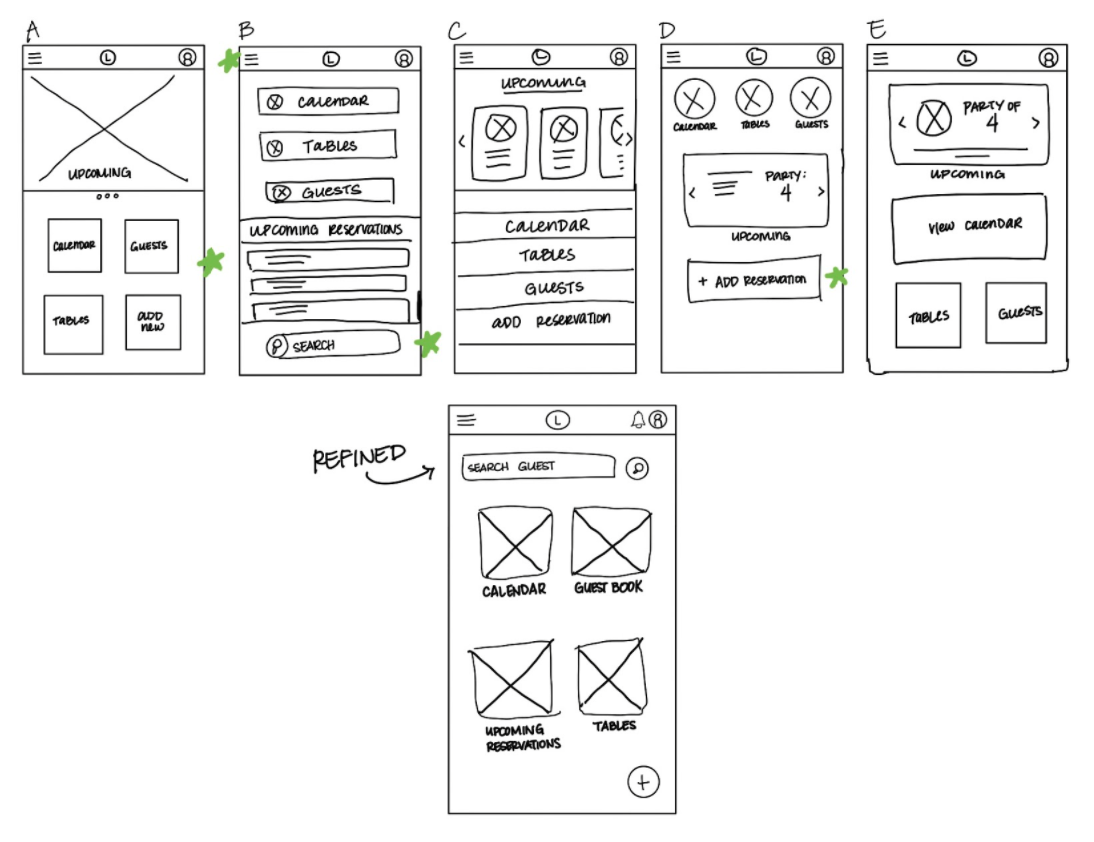 A
L
UPCOMING
CALENDAR
GUESTS
TABLES
ADD
NEW
B
L
CALENDAR
TABLES
GUESTS
UPCOMING RESERVATIONS
SEARCH
C
L
UPCOMING
CALENDAR
TABLES
GUESTS
ADD RESERVATION
D
L
CALENDAR
TABLES
GUESTS
PARTY:
4
UPCOMING
+ ADD RESERVATION
E
L
PARTY OF
4
UPCOMING
VIEW CALENDAR
TABLES
GUESTS
REFINED
L
SEARCH GUEST
CALENDAR
GUEST BOOK
UPCOMING
RESERVATIONS
TABLES
+